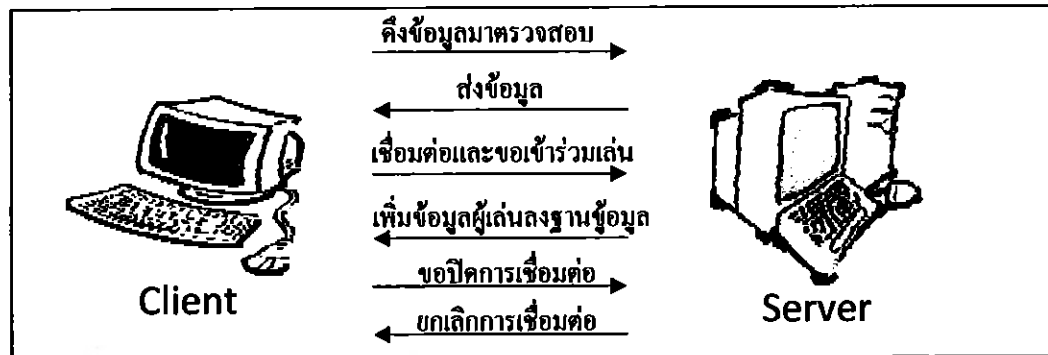 ดึงข้อมูลมาตรวจสอบ
ส่งข้อมูล
เชื่อมต่อและขอเข้าร่วมเล่น
เพิ่มข้อมูลผู้เล่นลงฐานข้อมูล
ขอปิดการเชื่อมต่อ
ยกเลิกการเชื่อมต่อ
Client
Server